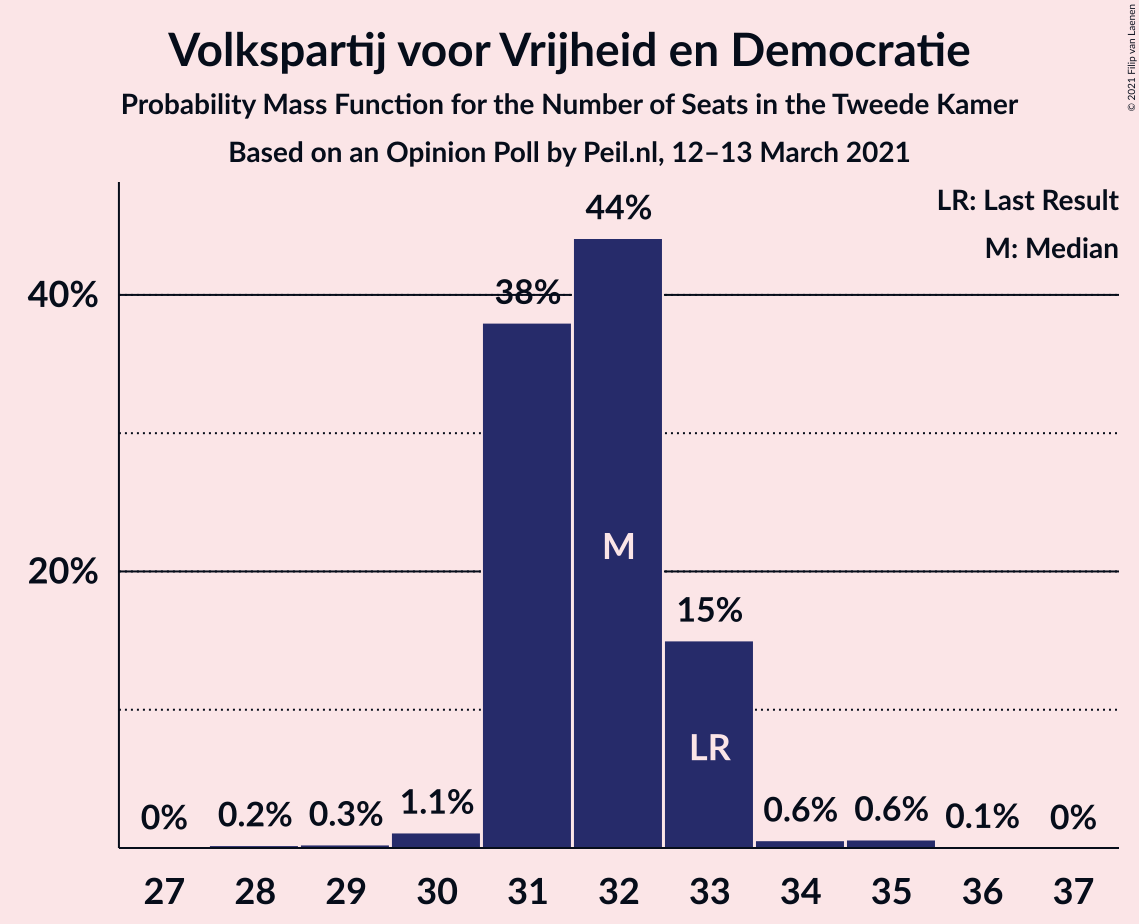 Volkspartij voor Vrijheid en Democratie
Probability Mass Function for the Number of Seats in the Tweede Kamer
Based on an Opinion Poll by Peil.nl, 12–13 March 2021
© 2021 Filip van Laenen
LR: Last Result
M: Median
44%
38%
40%
M
20%
15%
LR
0% 0.2% 0.3% 1.1% 0.6% 0.6% 0.1% 0%
27 28 29 30 31 32 33 34 35 36 37